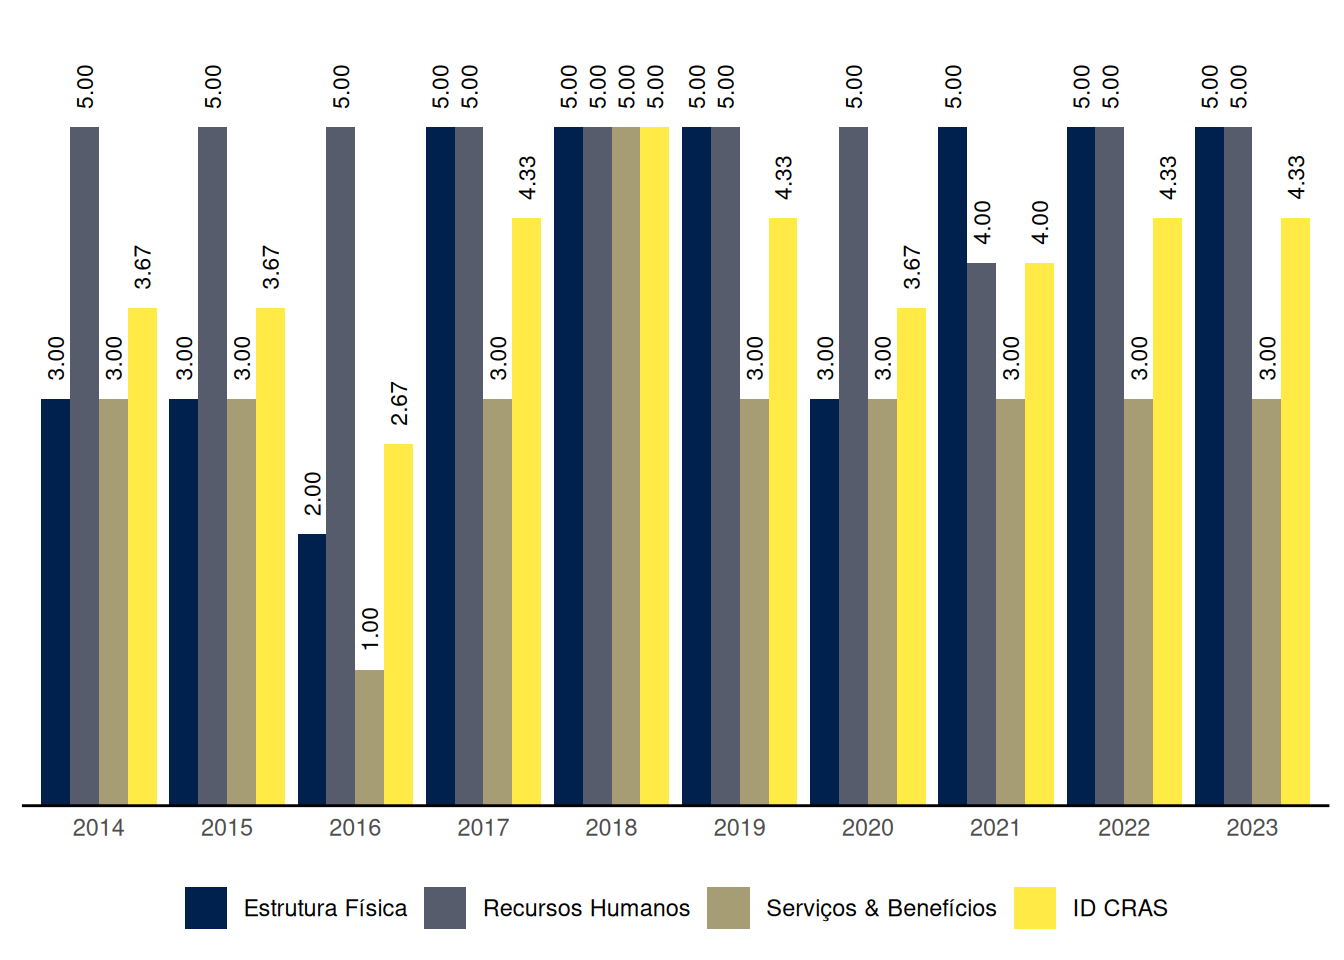 5.00 5.00 5.00 5.00 5.00 5.00 5.00 5.00 5.00 5.00 5.00 5.00 5.00 5.00 5.00 5.00 5.00
4.33 4.33 4.33 4.33
4.00 4.00
3.67 3.67 3.67
3.00 3.00 3.00 3.00 3.00 3.00 3.00 3.00 3.00 3.00 3.00
2.67
2.00
1.00
2014 2015 2016 2017 2018 2019 2020 2021 2022 2023
Estrutura Física Recursos Humanos Serviços & Benefícios ID CRAS